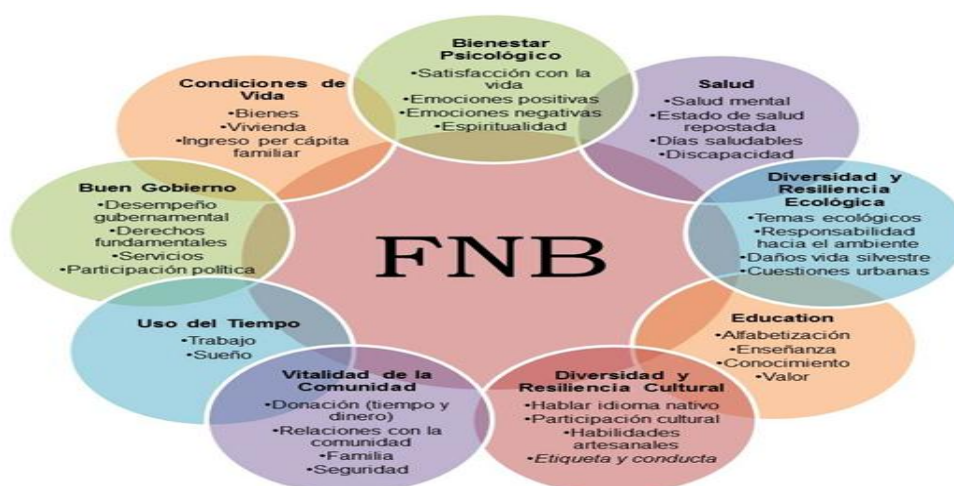 Bienestar
Psicológico
•Satisfacción con la
vida
•Emociones positivas
•Emociones negativas
•Espiritualidad
Salud
•Salud mental
•Estado de salud
repostada
•Días saludables
•Discapacidad
Diversidad y
Resiliencia
Ecológica
•Temas ecológicos
•Responsabilidad
hacia el ambiente
•Daños vida silvestre
•Cuestiones urbanas
Education
•Alfabetización
•Enseñanza
•Conocimiento
•Valor
Diversidad y
Resiliencia Cultural
•Hablar idioma nativo
•Participación cultural
•Habilidades
artesanales
•Etiqueta y conducta
Vitalidad de la
Comunidad
•Donación (tiempo y
dinero)
•Relaciones con la
comunidad
•Familia
•Seguridad
Uso del Tiempo
•Trabajo
•Sueño
Buen Gobierno
•Desempeño
gubernamental
•Derechos
fundamentales
•Servicios
•Participación política
Condiciones de
Vida
•Bienes
•Vivienda
•Ingreso per cápita
familiar
FNB